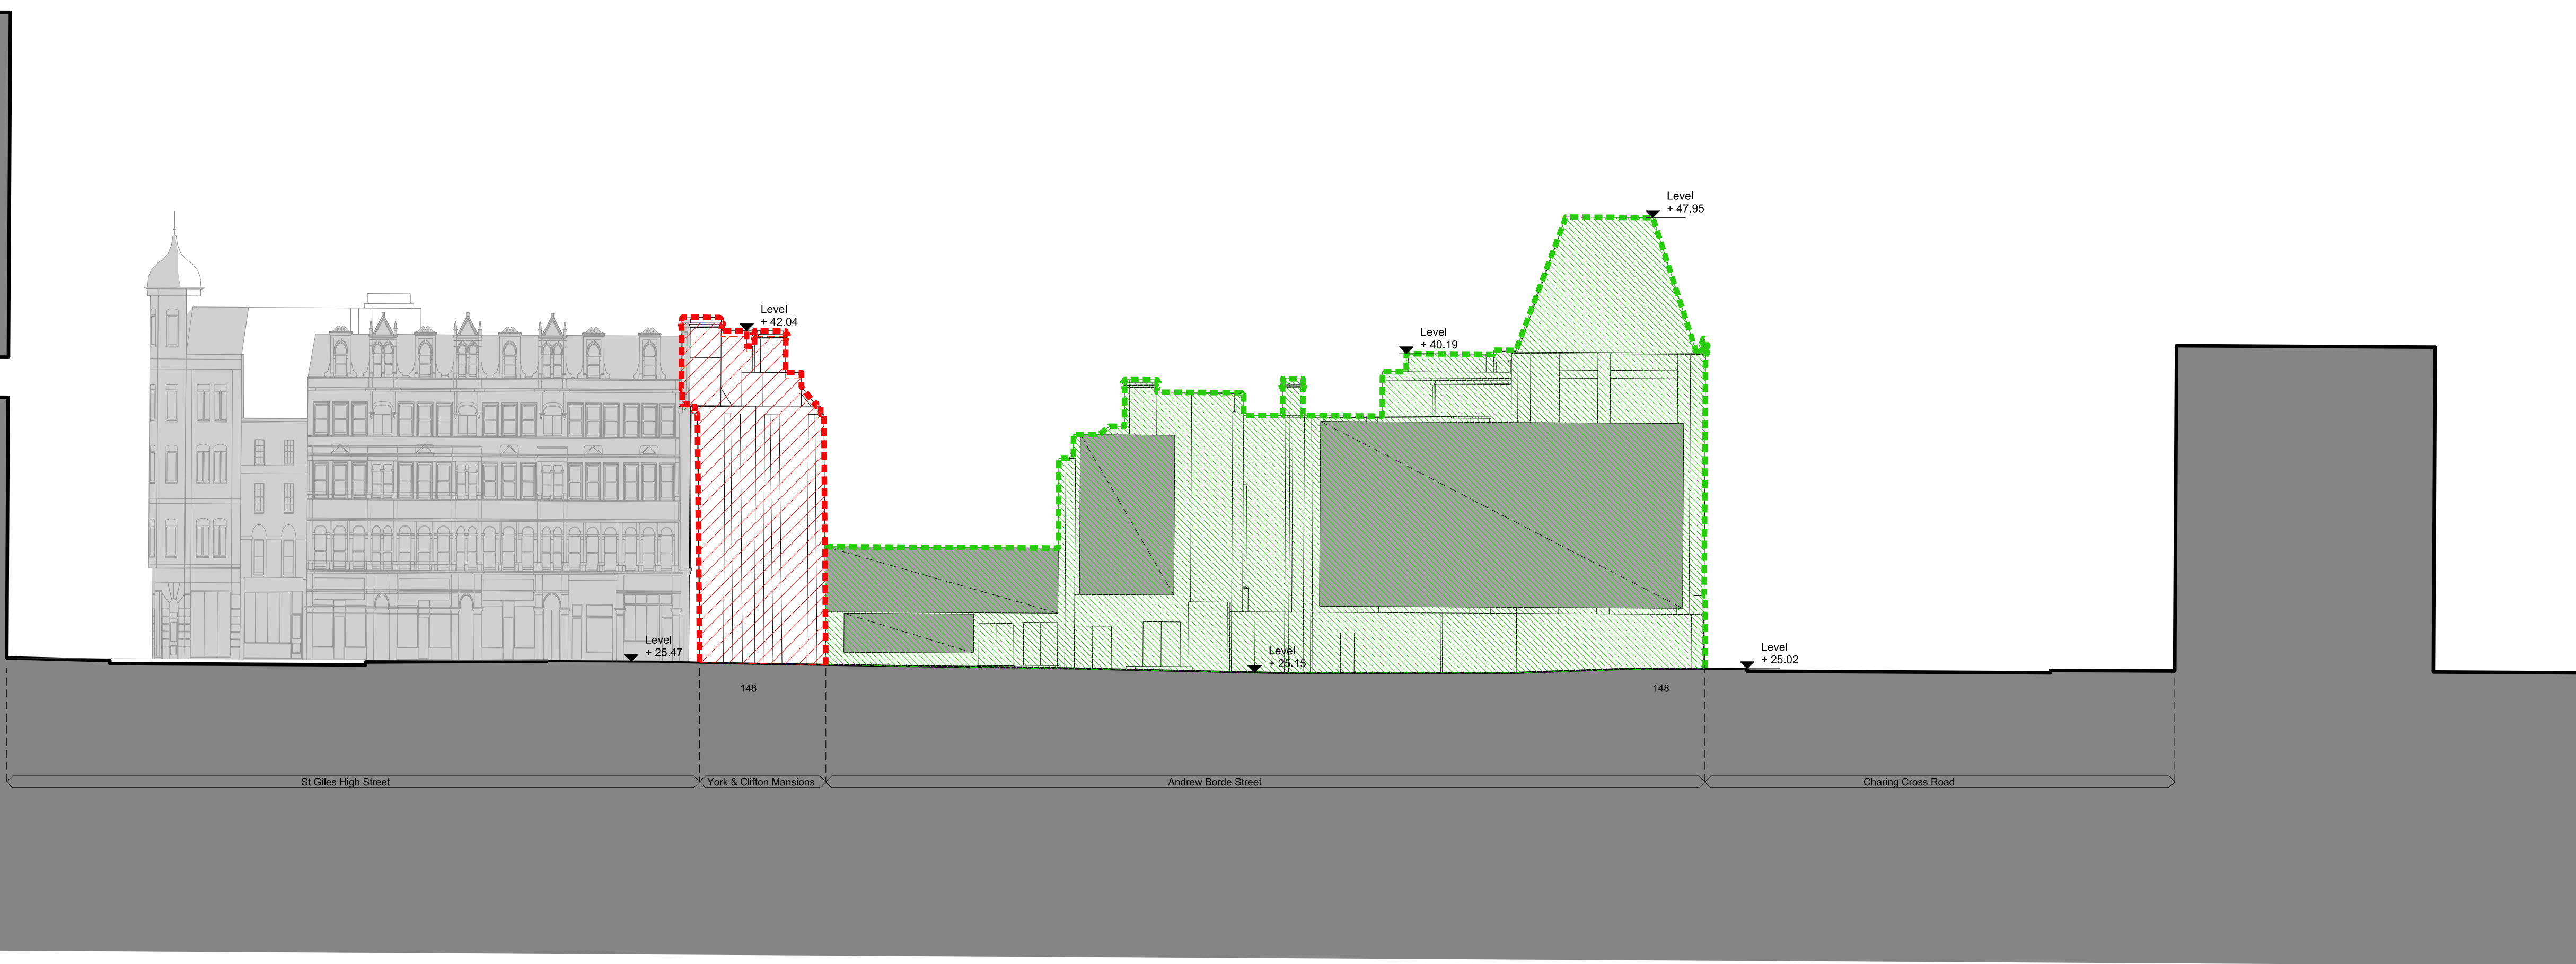 Level
+ 47.95
Level
+ 42.04
Level
+ 40.19
Level
+ 25.47
Level
+ 25.15
Level
+ 25.02
148
148
St Giles High Street
York & Clifton Mansions
Andrew Borde Street
Charing Cross Road